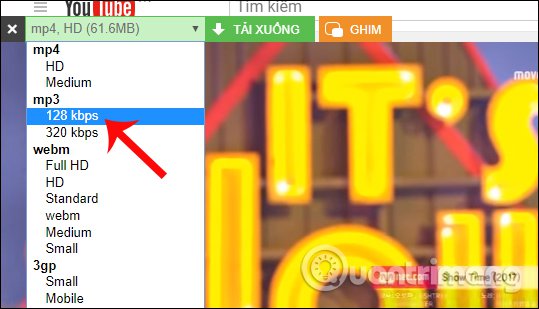 YouTube
Tìm kiếm
mp4, HD (61.6MB)
TẢI XUỐNG
GHIM
mp4
HD
Medium
mp3
128 kbps
320 kbps
webm
Full HD
HD
Standard
webm
Medium
Small
3gp
Small
Mobile
move
IT'S
Quantrimang
Show Time (2017)